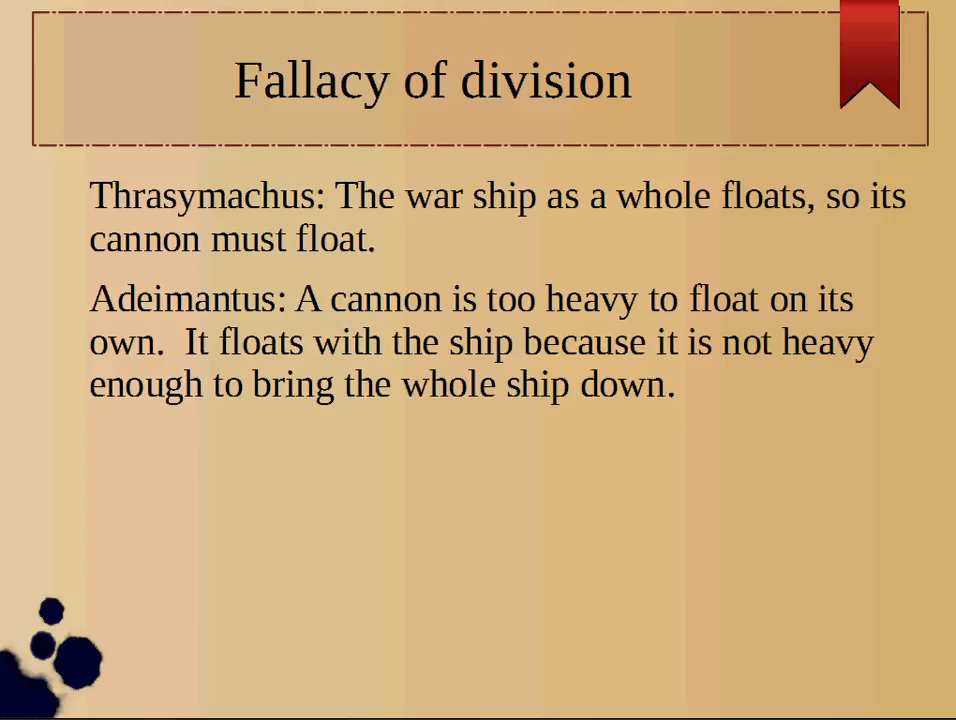 Fallacy of division
Thrasymachus: The war ship as a whole floats, so its
cannon must float.
Adeimantus: A cannon is too heavy to float on its
own.  It floats with the ship because it is not heavy
enough to bring the whole ship down.